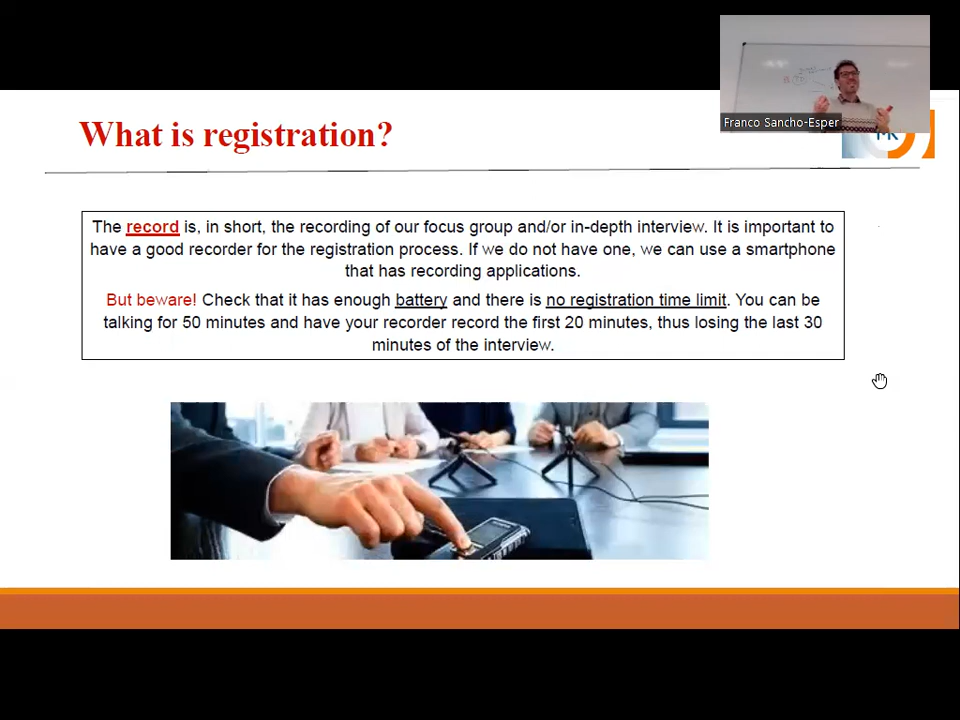 Franco Sancho-Esper
What is registration?
The record is, in short, the recording of our focus group and/or in-depth interview. It is important to
have a good recorder for the registration process. If we do not have one, we can use a smartphone
that has recording applications.
But beware! Check that it has enough battery and there is no registration time limit. You can be
talking for 50 minutes and have your recorder record the first 20 minutes, thus losing the last 30
minutes of the interview.